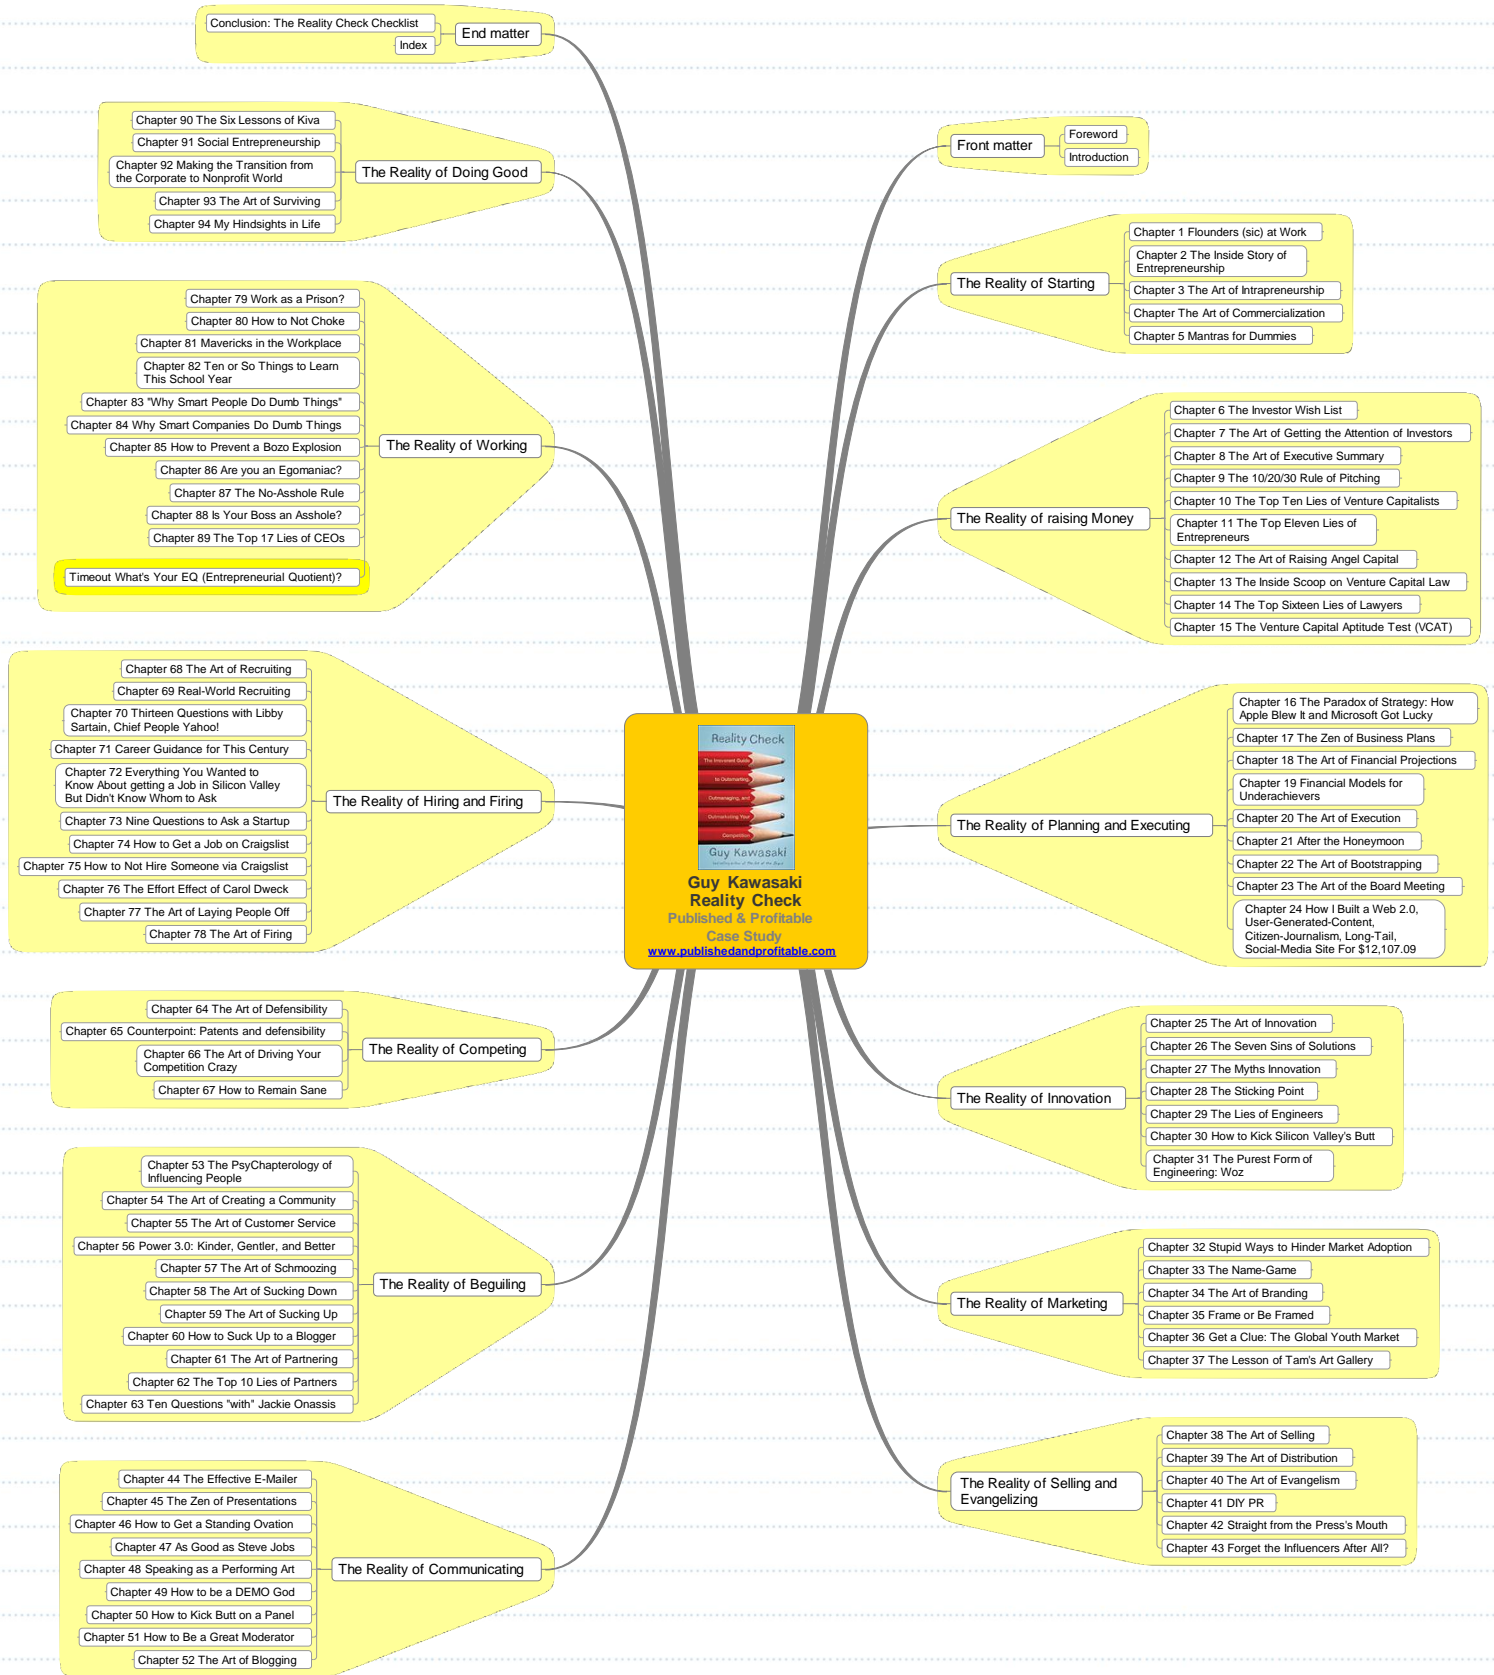 Guy Kawasaki
Reality Check
Published & Profitable
Case Study
www.publishedandprofitable.com
Reality Check
The Irreverent Guide
to Outsmarting,
Outmanaging, and
Outmarketing Your
Competition
Guy Kawasaki
Front matter
Foreword
Introduction
The Reality of Starting
Chapter 1 Flounders (sic) at Work
Chapter 2 The Inside Story of
Entrepreneurship
Chapter 3 The Art of Intrapreneurship
Chapter The Art of Commercialization
Chapter 5 Mantras for Dummies
The Reality of raising Money
Chapter 6 The Investor Wish List
Chapter 7 The Art of Getting the Attention of Investors
Chapter 8 The Art of Executive Summary
Chapter 9 The 10/20/30 Rule of Pitching
Chapter 10 The Top Ten Lies of Venture Capitalists
Chapter 11 The Top Eleven Lies of
Entrepreneurs
Chapter 12 The Art of Raising Angel Capital
Chapter 13 The Inside Scoop on Venture Capital Law
Chapter 14 The Top Sixteen Lies of Lawyers
Chapter 15 The Venture Capital Aptitude Test (VCAT)
The Reality of Planning and Executing
Chapter 16 The Paradox of Strategy: How
Apple Blew It and Microsoft Got Lucky
Chapter 17 The Zen of Business Plans
Chapter 18 The Art of Financial Projections
Chapter 19 Financial Models for
Underachievers
Chapter 20 The Art of Execution
Chapter 21 After the Honeymoon
Chapter 22 The Art of Bootstrapping
Chapter 23 The Art of the Board Meeting
Chapter 24 How I Built a Web 2.0,
User-Generated-Content,
Citizen-Journalism, Long-Tail,
Social-Media Site For $12,107.09
The Reality of Innovation
Chapter 25 The Art of Innovation
Chapter 26 The Seven Sins of Solutions
Chapter 27 The Myths Innovation
Chapter 28 The Sticking Point
Chapter 29 The Lies of Engineers
Chapter 30 How to Kick Silicon Valley's Butt
Chapter 31 The Purest Form of
Engineering: Woz
The Reality of Marketing
Chapter 32 Stupid Ways to Hinder Market Adoption
Chapter 33 The Name-Game
Chapter 34 The Art of Branding
Chapter 35 Frame or Be Framed
Chapter 36 Get a Clue: The Global Youth Market
Chapter 37 The Lesson of Tam's Art Gallery
The Reality of Selling and
Evangelizing
Chapter 38 The Art of Selling
Chapter 39 The Art of Distribution
Chapter 40 The Art of Evangelism
Chapter 41 DIY PR
Chapter 42 Straight from the Press's Mouth
Chapter 43 Forget the Influencers After All?
The Reality of Communicating
Chapter 44 The Effective E-Mailer
Chapter 45 The Zen of Presentations
Chapter 46 How to Get a Standing Ovation
Chapter 47 As Good as Steve Jobs
Chapter 48 Speaking as a Performing Art
Chapter 49 How to be a DEMO God
Chapter 50 How to Kick Butt on a Panel
Chapter 51 How to Be a Great Moderator
Chapter 52 The Art of Blogging
The Reality of Beguiling
Chapter 53 The PsyChapterology of
Influencing People
Chapter 54 The Art of Creating a Community
Chapter 55 The Art of Customer Service
Chapter 56 Power 3.0: Kinder, Gentler, and Better
Chapter 57 The Art of Schmoozing
Chapter 58 The Art of Sucking Down
Chapter 59 The Art of Sucking Up
Chapter 60 How to Suck Up to a Blogger
Chapter 61 The Art of Partnering
Chapter 62 The Top 10 Lies of Partners
Chapter 63 Ten Questions "with" Jackie Onassis
The Reality of Competing
Chapter 64 The Art of Defensibility
Chapter 65 Counterpoint: Patents and defensibility
Chapter 66 The Art of Driving Your
Competition Crazy
Chapter 67 How to Remain Sane
The Reality of Hiring and Firing
Chapter 68 The Art of Recruiting
Chapter 69 Real-World Recruiting
Chapter 70 Thirteen Questions with Libby
Sartain, Chief People Yahoo!
Chapter 71 Career Guidance for This Century
Chapter 72 Everything You Wanted to
Know About getting a Job in Silicon Valley
But Didn't Know Whom to Ask
Chapter 73 Nine Questions to Ask a Startup
Chapter 74 How to Get a Job on Craigslist
Chapter 75 How to Not Hire Someone via Craigslist
Chapter 76 The Effort Effect of Carol Dweck
Chapter 77 The Art of Laying People Off
Chapter 78 The Art of Firing
The Reality of Working
Chapter 79 Work as a Prison?
Chapter 80 How to Not Choke
Chapter 81 Mavericks in the Workplace
Chapter 82 Ten or So Things to Learn
This School Year
Chapter 83 "Why Smart People Do Dumb Things"
Chapter 84 Why Smart Companies Do Dumb Things
Chapter 85 How to Prevent a Bozo Explosion
Chapter 86 Are you an Egomaniac?
Chapter 87 The No-Asshole Rule
Chapter 88 Is Your Boss an Asshole?
Chapter 89 The Top 17 Lies of CEOs
Timeout What's Your EQ (Entrepreneurial Quotient)?
The Reality of Doing Good
Chapter 90 The Six Lessons of Kiva
Chapter 91 Social Entrepreneurship
Chapter 92 Making the Transition from
the Corporate to Nonprofit World
Chapter 93 The Art of Surviving
Chapter 94 My Hindsights in Life
End matter
Conclusion: The Reality Check Checklist
Index